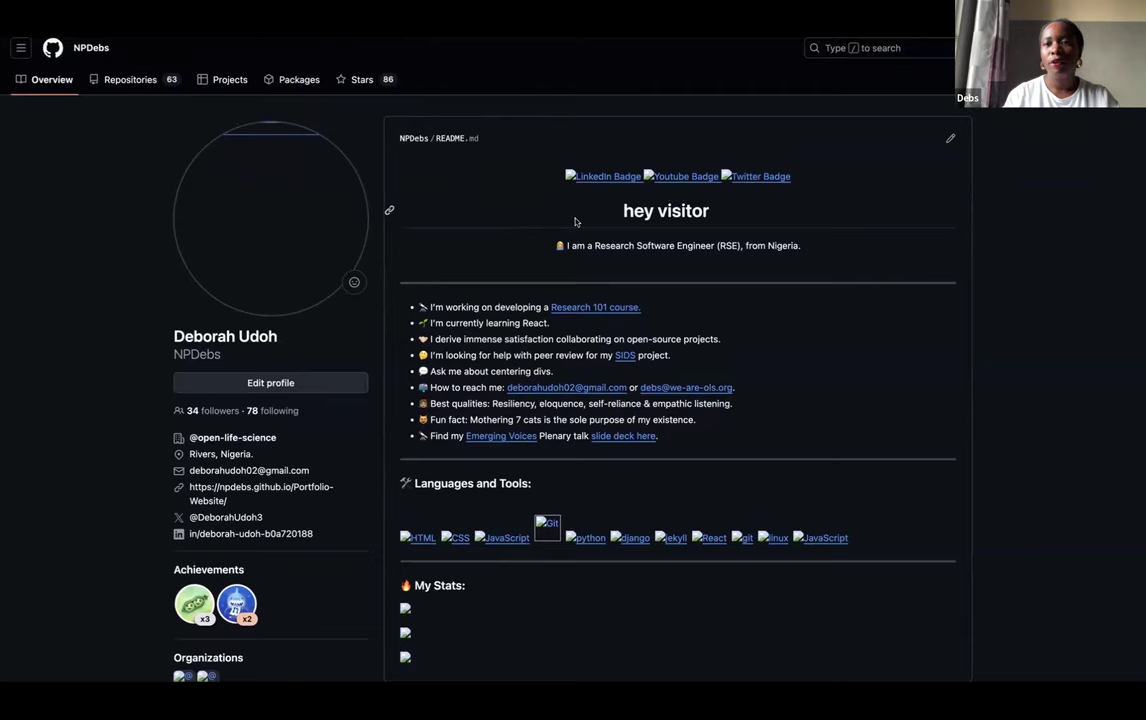 NPDebs
Type / to search
Overview
Repositories 63
Projects
Packages
Stars 86
Debs
NPDebs / README.md
LinkedIn Badge Youtube Badge Twitter Badge
hey visitor
I am a Research Software Engineer (RSE), from Nigeria.
I'm working on developing a Research 101 course.
I'm currently learning React.
I derive immense satisfaction collaborating on open-source projects.
I'm looking for help with peer review for my SIDS project.
Ask me about centering divs.
How to reach me: deborahudoh02@gmail.com or debs@we-are-ols.org.
Best qualities: Resiliency, eloquence, self-reliance & empathic listening.
Fun fact: Mothering 7 cats is the sole purpose of my existence.
Find my Emerging Voices Plenary talk slide deck here.
Languages and Tools:
HTML CSS JavaScript Git python django jekyll React git linux JavaScript
My Stats:
Deborah Udoh
NPDebs
Edit profile
34 followers · 78 following
@open-life-science
Rivers, Nigeria.
deborahudoh02@gmail.com
https://npdebs.github.io/Portfolio-
Website/
@DeborahUdoh3
in/deborah-udoh-b0a720188
Achievements
x3 x2
Organizations
@ @